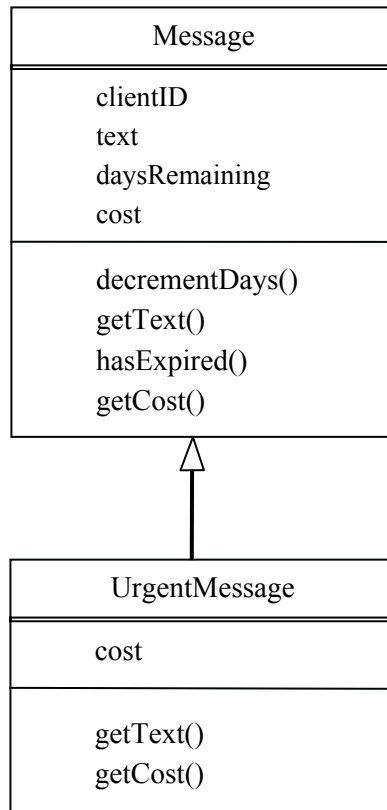 Message
clientID
text
daysRemaining
cost
decrementDays()
getText()
hasExpired()
getCost()
UrgentMessage
cost
getText()
getCost()